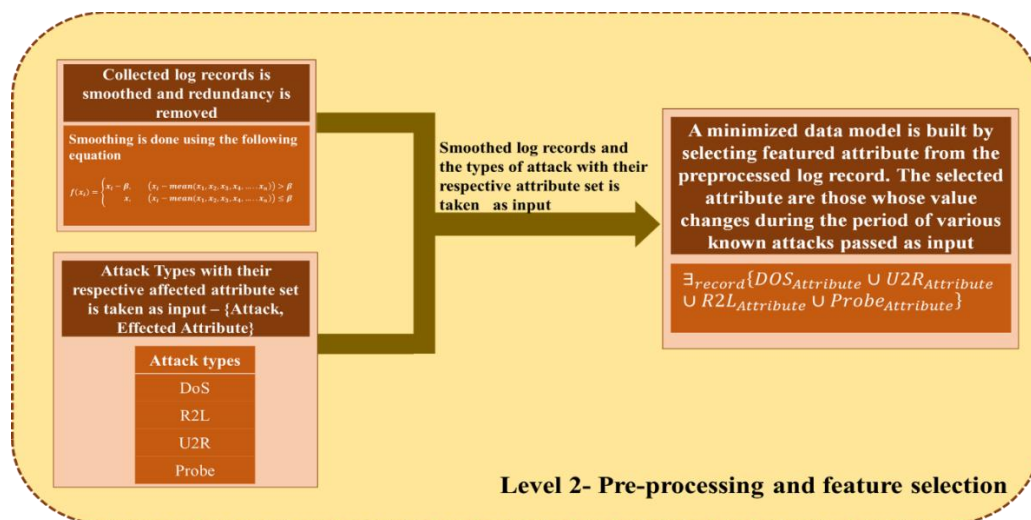 Collected log records is
smoothed and redundancy is
removed
Smoothing is done using the following
equation
f(xᵢ) = { xᵢ − β, (xᵢ − mean(x₁, x₂, x₃, x₄, .... xₙ)) > β
x, (xᵢ − mean(x₁, x₂, x₃, x₄, .... xₙ)) ≤ β
Attack Types with their
respective affected attribute set
is taken as input – {Attack,
Effected Attribute}
Attack types
DoS
R2L
U2R
Probe
Smoothed log records and
the types of attack with their
respective attribute set is
taken as input
A minimized data model is built by
selecting featured attribute from the
preprocessed log record. The selected
attribute are those whose value
changes during the period of various
known attacks passed as input
∃record{DOS_Attribute ∪ U2R_Attribute
∪ R2L_Attribute ∪ Probe_Attribute}
Level 2- Pre-processing and feature selection